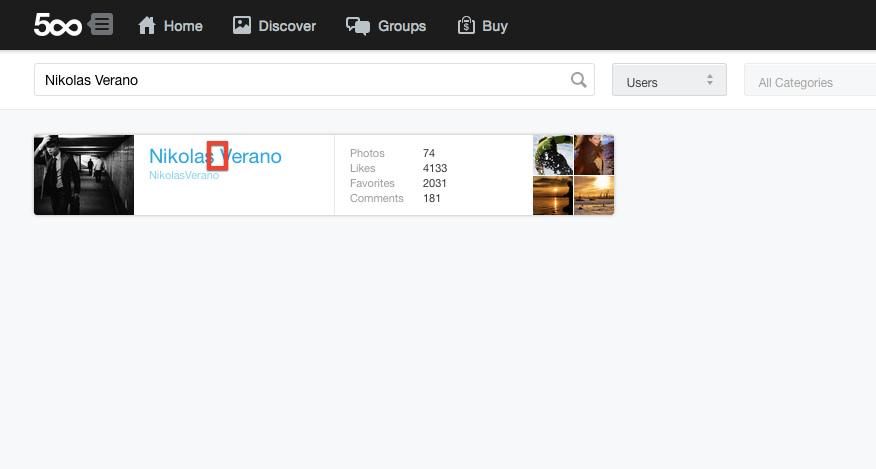 500
Home
Discover
Groups
Buy
Nikolas Verano
Users
All Categories
Nikolas Verano
NikolasVerano
Photos 74
Likes 4133
Favorites 2031
Comments 181